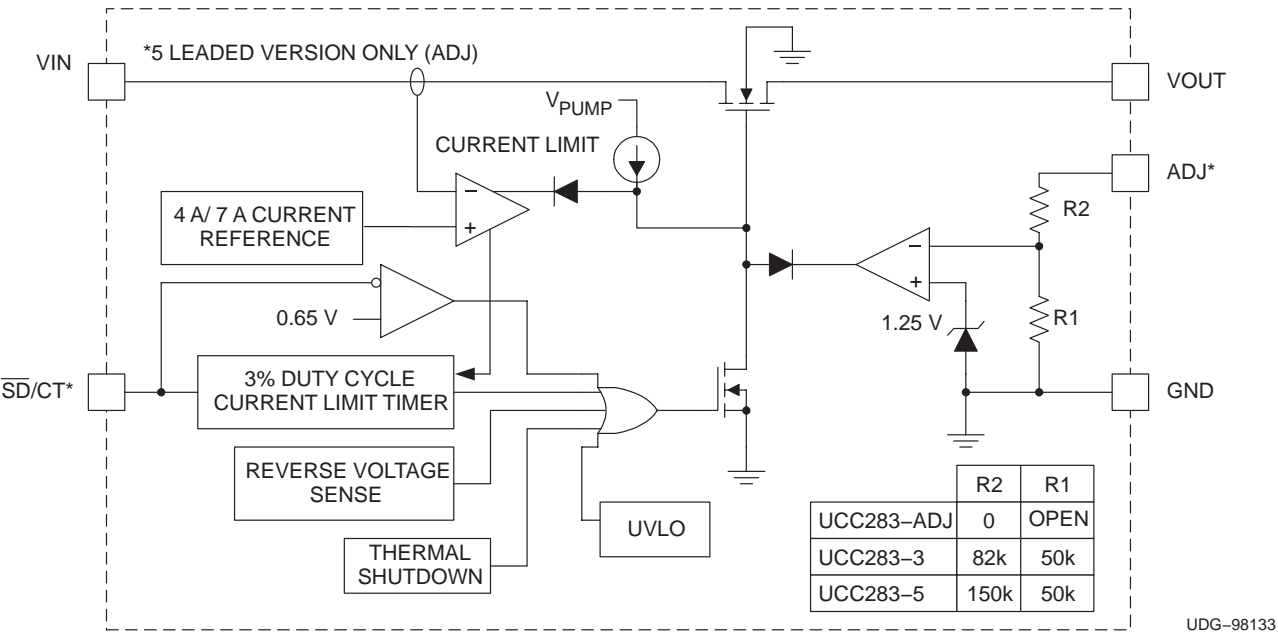 *5 LEADED VERSION ONLY (ADJ)
VIN
VOUT
VPUMP
CURRENT LIMIT
ADJ*
4 A/ 7 A CURRENT
REFERENCE
R2
−
+
−
+
0.65 V
1.25 V
R1
SD/CT*
3% DUTY CYCLE
CURRENT LIMIT TIMER
GND
REVERSE VOLTAGE
SENSE
UVLO
THERMAL
SHUTDOWN
R2 R1
UCC283−ADJ 0 OPEN
UCC283−3 82k 50k
UCC283−5 150k 50k
UDG−98133